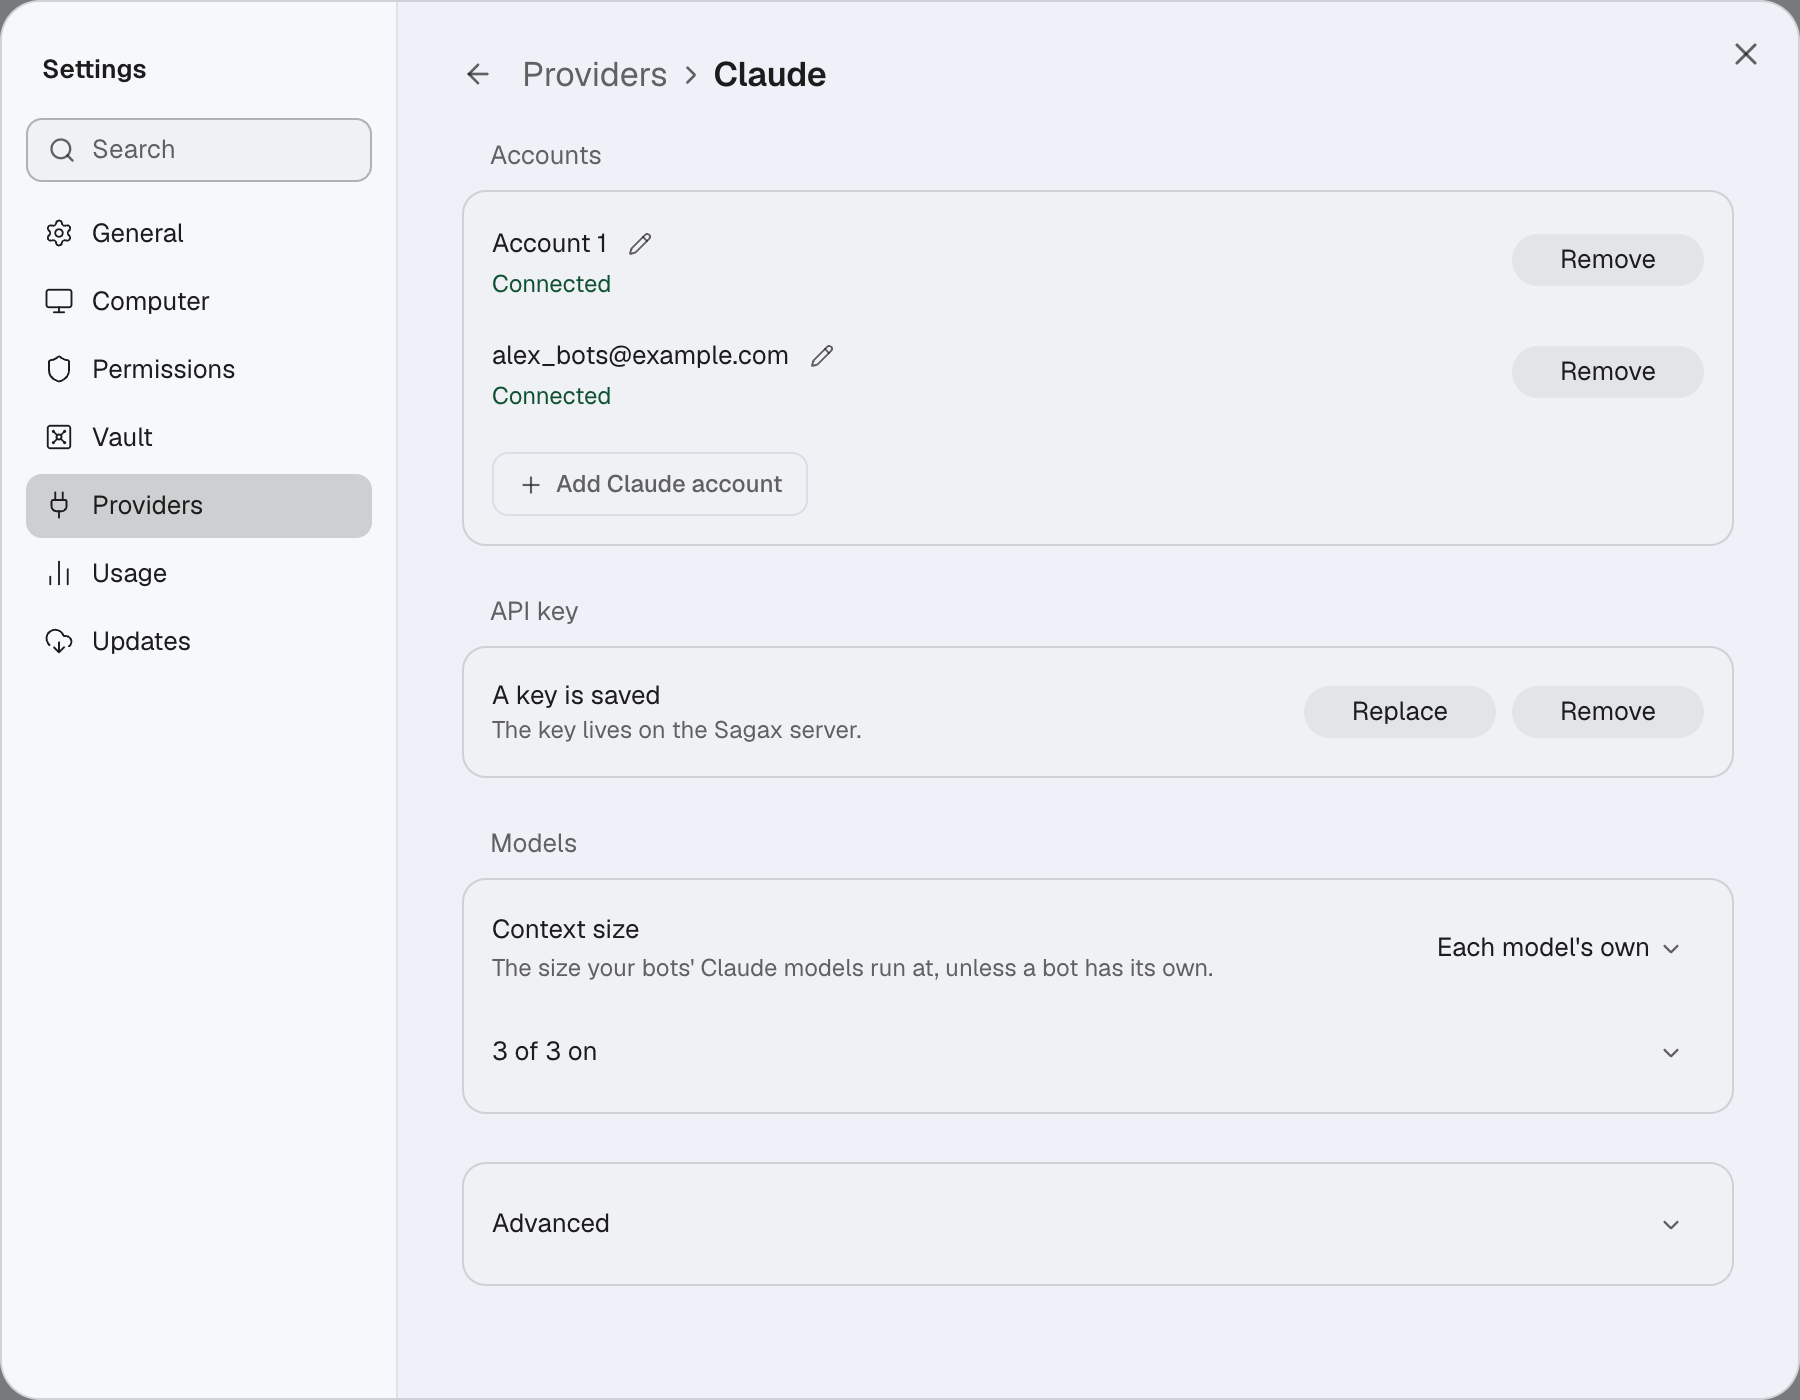 Settings
Search
General
Computer
Permissions
Vault
Providers
Usage
Updates
Providers > Claude
Accounts
Account 1
Connected
Remove
alex_bots@example.com
Connected
Remove
+ Add Claude account
API key
A key is saved
The key lives on the Sagax server.
Replace
Remove
Models
Context size
The size your bots' Claude models run at, unless a bot has its own.
Each model's own
3 of 3 on
Advanced